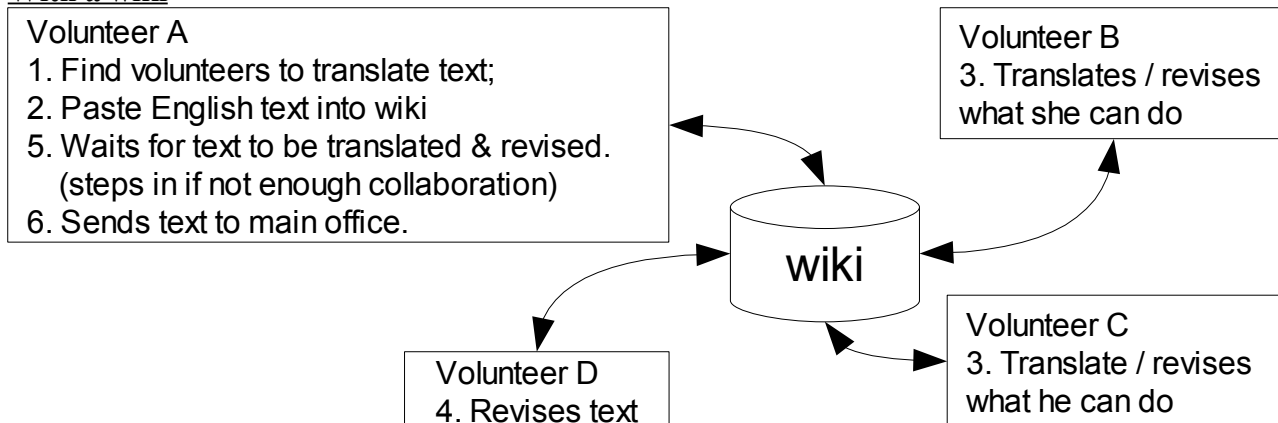 Volunteer A
1. Find volunteers to translate text;
2. Paste English text into wiki
5. Waits for text to be translated & revised.
(steps in if not enough collaboration)
6. Sends text to main office.
Volunteer B
3. Translates / revises
what she can do
wiki
Volunteer C
3. Translate / revises
what he can do
Volunteer D
4. Revises text